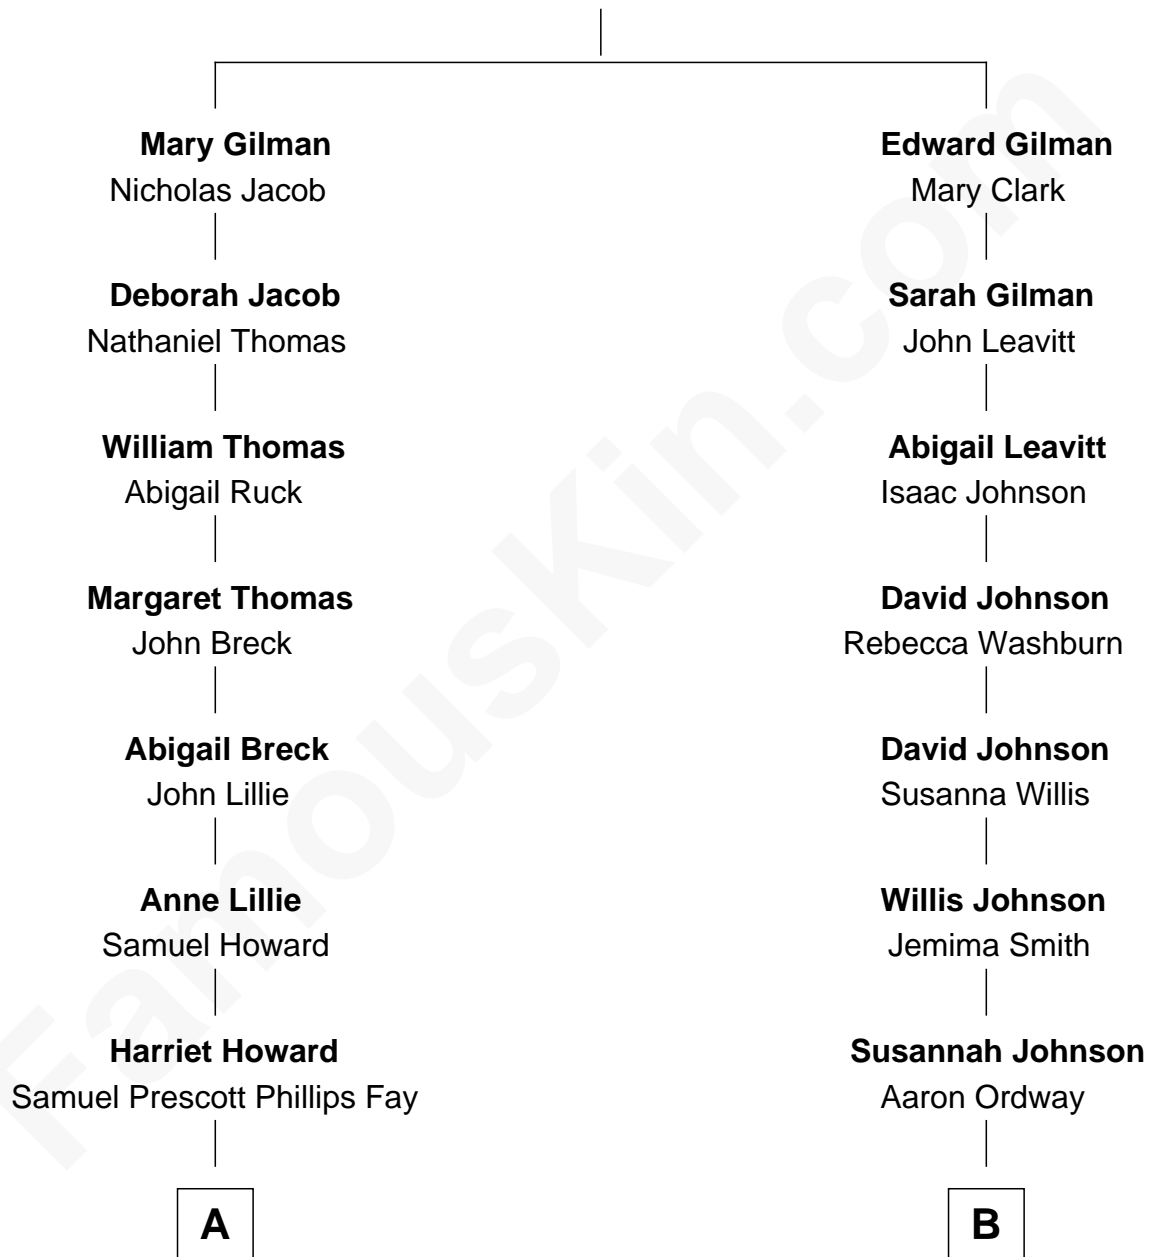 Mary Gilman
Nicholas Jacob
Deborah Jacob
Nathaniel Thomas
William Thomas
Abigail Ruck
Margaret Thomas
John Breck
Abigail Breck
John Lillie
Anne Lillie
Samuel Howard
Harriet Howard
Samuel Prescott Phillips Fay
A
Edward Gilman
Mary Clark
Sarah Gilman
John Leavitt
Abigail Leavitt
Isaac Johnson
David Johnson
Rebecca Washburn
David Johnson
Susanna Willis
Willis Johnson
Jemima Smith
Susannah Johnson
Aaron Ordway
B
FamousKin.com